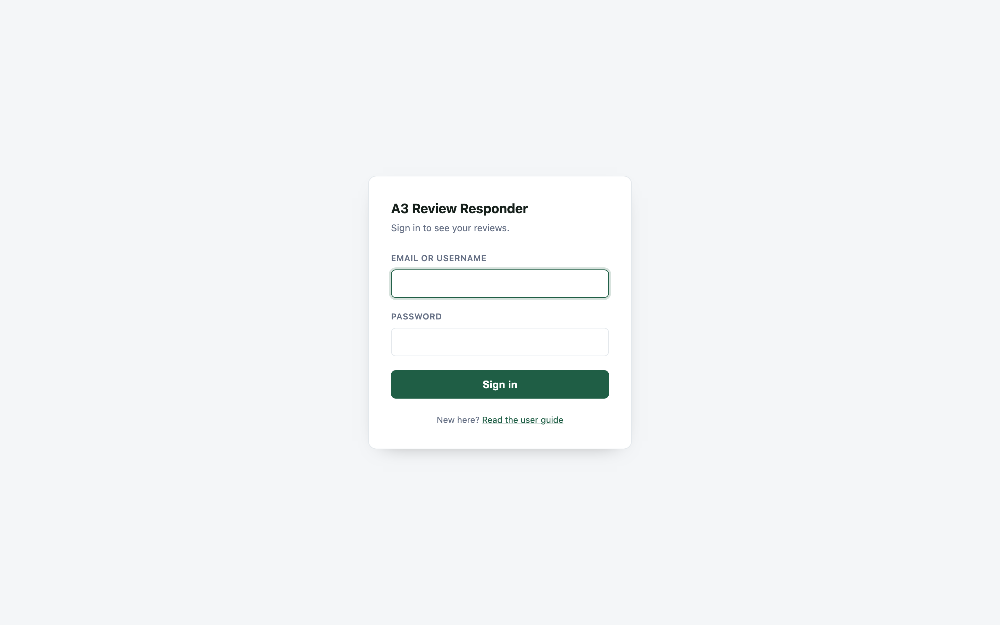 A3 Review Responder
Sign in to see your reviews.
EMAIL OR USERNAME
PASSWORD
Sign in
New here? Read the user guide